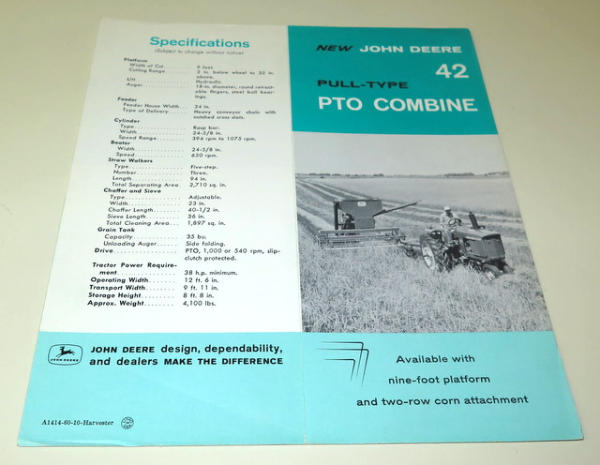 Specifications
(Subject to change without notice)
Platform
Width of Cut . . . . . . 9 feet.
Cutting Range . . . . . . 2 in. below wheel to 32 in. above.
Lift . . . . . . Hydraulic
Auger . . . . . . 18-in. diameter, round retractable fingers, steel ball bearings.
Feeder
Feeder House Width . . . . 24 in.
Type of Delivery . . . . . . Heavy conveyor chain with notched cross slats.
Cylinder
Type . . . . . . Rasp bar.
Width . . . . . . 24-5/8 in.
Speed Range . . . . . . 396 rpm to 1075 rpm.
Beater
Width . . . . . . 24-5/8 in.
Speed . . . . . . 650 rpm.
Straw Walkers
Type . . . . . . Five-step.
Number . . . . . . Three.
Length . . . . . . 94 in.
Total Separating Area . . 2,710 sq. in.
Chaffer and Sieve
Type . . . . . . Adjustable.
Width . . . . . . 23 in.
Chaffer Length . . . . . . 40-1/2 in.
Sieve Length . . . . . . 36 in.
Total Cleaning Area . . . 1,897 sq. in.
Grain Tank
Capacity . . . . . . 35 bu.
Unloading Auger . . . . . . Side folding.
Drive . . . . . . PTO, 1,000 or 540 rpm, slip-clutch protected.
Tractor Power Requirement . . . . . . 38 h.p. minimum.
Operating Width . . . . . . 12 ft. 6 in.
Transport Width . . . . . . 9 ft. 11 in.
Storage Height . . . . . . 8 ft. 8 in.
Approx. Weight . . . . . . 4,100 lbs.
JOHN DEERE
JOHN DEERE design, dependability,
and dealers MAKE THE DIFFERENCE
A1414-60-10-Harvester
NEW JOHN DEERE
42
PULL-TYPE
PTO COMBINE
Available with
nine-foot platform
and two-row corn attachment